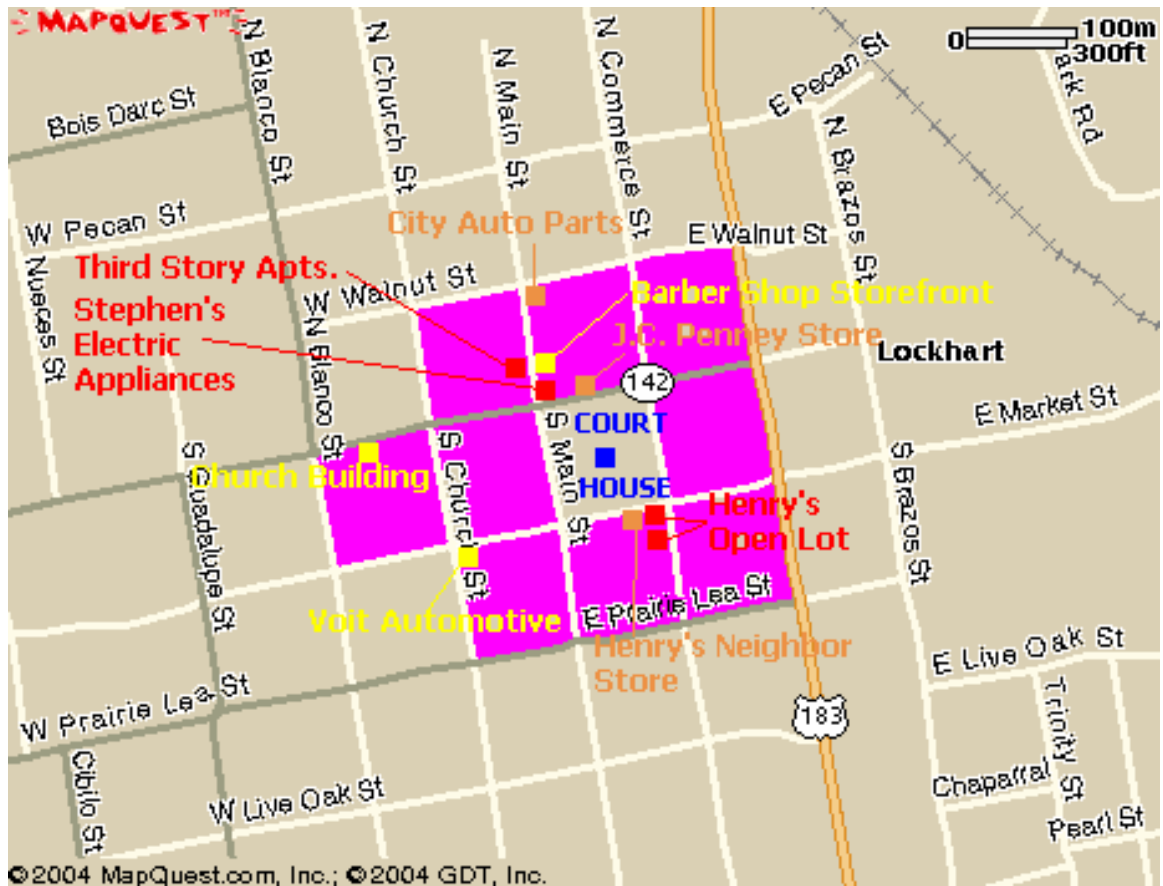 MAPQUEST™
0 100m
300ft
Bois Darc St
N Blanco St
N Church St
N Main St
N Commerce St
E Pecan St
N Brazos St
W Pecan St
N Nueces St
City Auto Parts
E Walnut St
Third Story Apts.
W Walnut St
Barber Shop Storefront
Stephen's
Electric
Appliances
J.C. Penney Store
N Blanco St
142
Lockhart
COURT
HOUSE
E Market St
S Guadalupe St
Church Building
S Church St
S Main St
S Brazos St
Henry's
Open Lot
Voit Automotive
E Prairie Lea St
Henry's Neighbor
Store
E Live Oak St
W Prairie Lea St
183
Trinity St
Cibilo St
W Live Oak St
Chaparral
Pearl St
©2004 MapQuest.com, Inc.; ©2004 GDT, Inc.